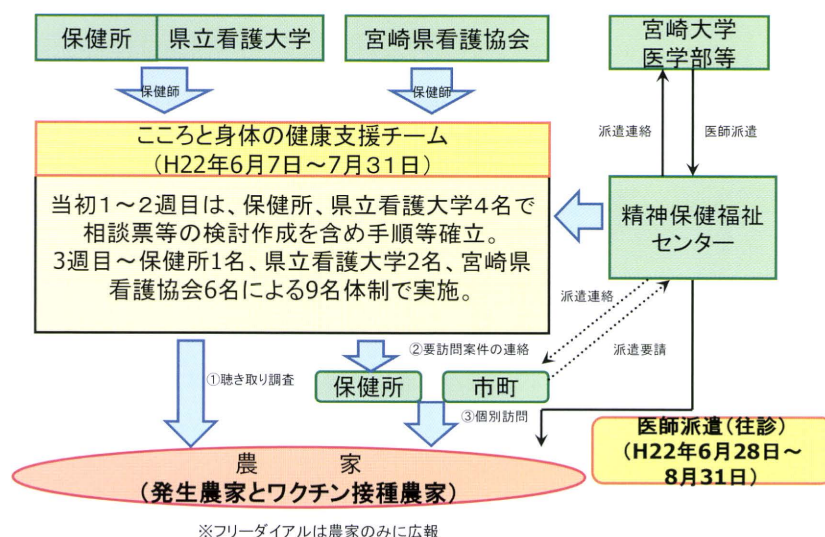 保健所
県立看護大学
宮崎県看護協会
宮崎大学
医学部等
保健師
保健師
派遣連絡
医師派遣
こころと身体の健康支援チーム
(H22年6月7日～7月31日)
当初1～2週目は、保健所、県立看護大学4名で
相談票等の検討作成を含め手順等確立。
3週目～保健所1名、県立看護大学2名、宮崎県
看護協会6名による9名体制で実施。
精神保健福祉
センター
派遣連絡
派遣要請
①聴き取り調査
②要訪問案件の連絡
保健所
市町
③個別訪問
医師派遣(往診)
(H22年6月28日～
8月31日)
農　　家
(発生農家とワクチン接種農家)
※フリーダイアルは農家のみに広報